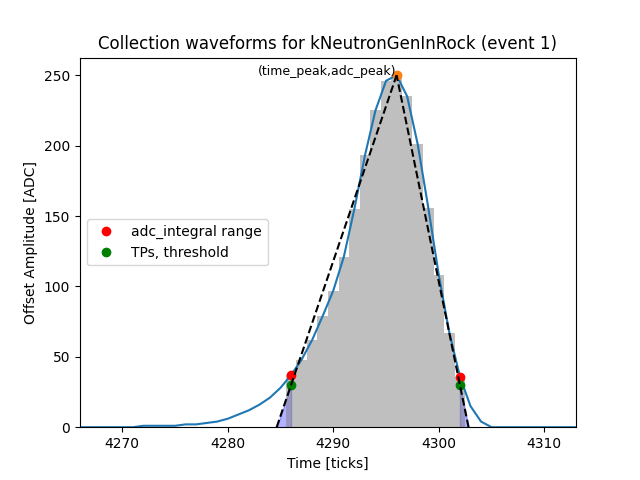 Collection waveforms for kNeutronGenInRock (event 1)
(time_peak,adc_peak)
250
200
150
100
50
0
Offset Amplitude [ADC]
adc_integral range
TPs, threshold
4270 4280 4290 4300 4310
Time [ticks]